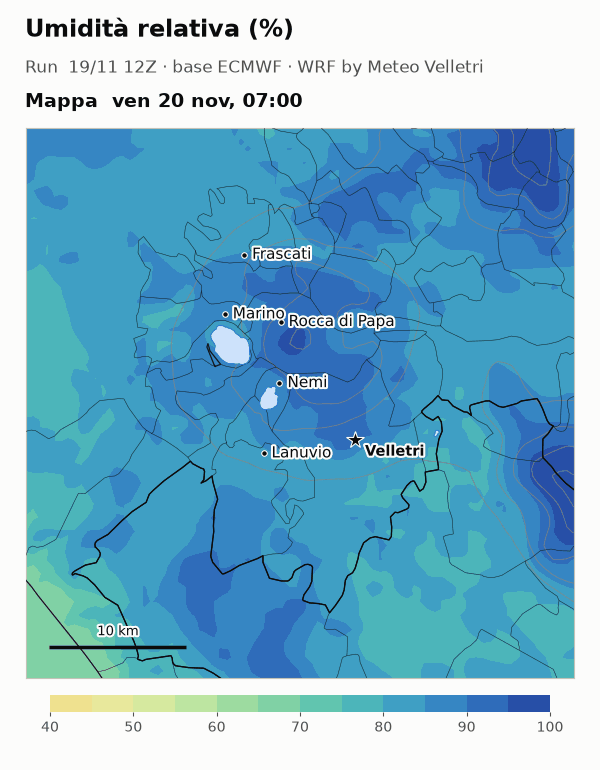 Umidità relativa (%)
Run  19/11 12Z · base ECMWF · WRF by Meteo Velletri
Mappa  ven 20 nov, 07:00
Frascati
Marino
Rocca di Papa
Nemi
Velletri
Lanuvio
10 km
40 50 60 70 80 90 100